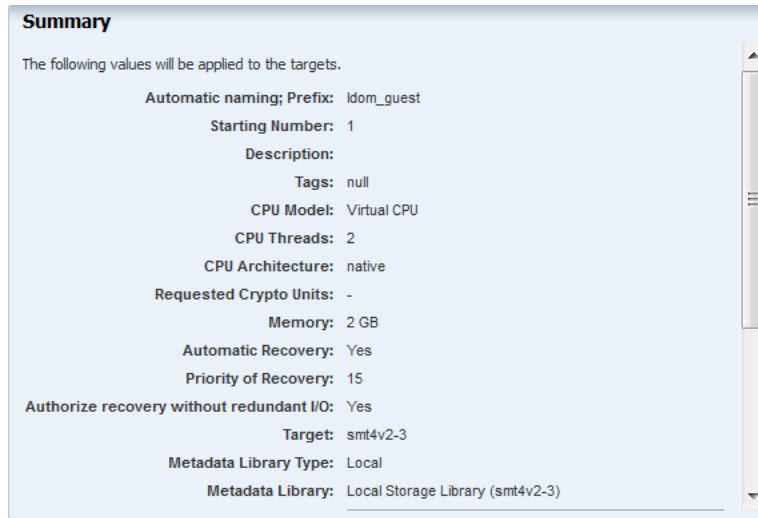 Summary
The following values will be applied to the targets.
Automatic naming; Prefix: ldom_guest
Starting Number: 1
Description:
Tags: null
CPU Model: Virtual CPU
CPU Threads: 2
CPU Architecture: native
Requested Crypto Units: -
Memory: 2 GB
Automatic Recovery: Yes
Priority of Recovery: 15
Authorize recovery without redundant I/O: Yes
Target: smt4v2-3
Metadata Library Type: Local
Metadata Library: Local Storage Library (smt4v2-3)